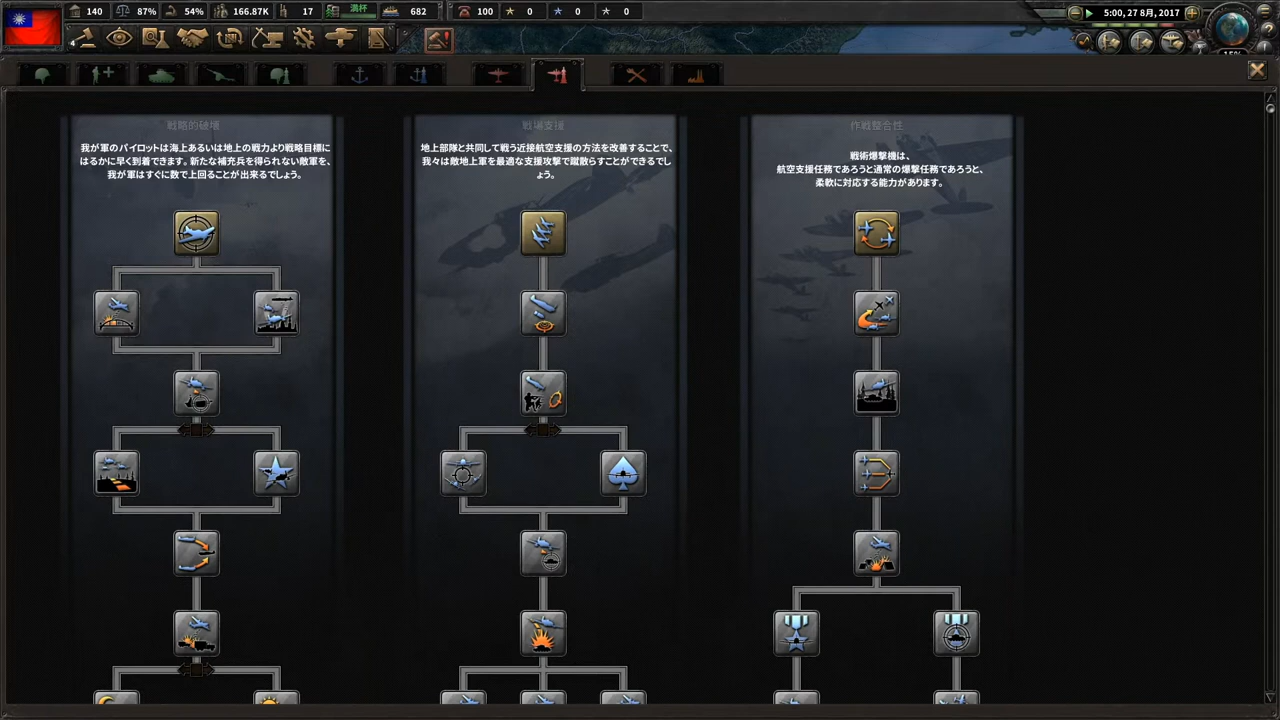 140 87% 54% 166.87K 17 満杯 682 100 0 0 0 5:00, 27 8月, 2017
15%
戦略的破壊
我が軍のパイロットは海上あるいは地上の戦力より戦略目標に
はるかに早く到着できます。新たな補充兵を得られない敵軍を、
我が軍はすぐに数で上回ることが出来るでしょう。
戦場支援
地上部隊と共同して戦う近接航空支援の方法を改善することで、
我々は敵地上軍を最適な支援攻撃で蹴散らすことができるでし
ょう。
作戦整合性
戦術爆撃機は、
航空支援任務であろうと通常の爆撃任務であろうと、
柔軟に対応する能力があります。